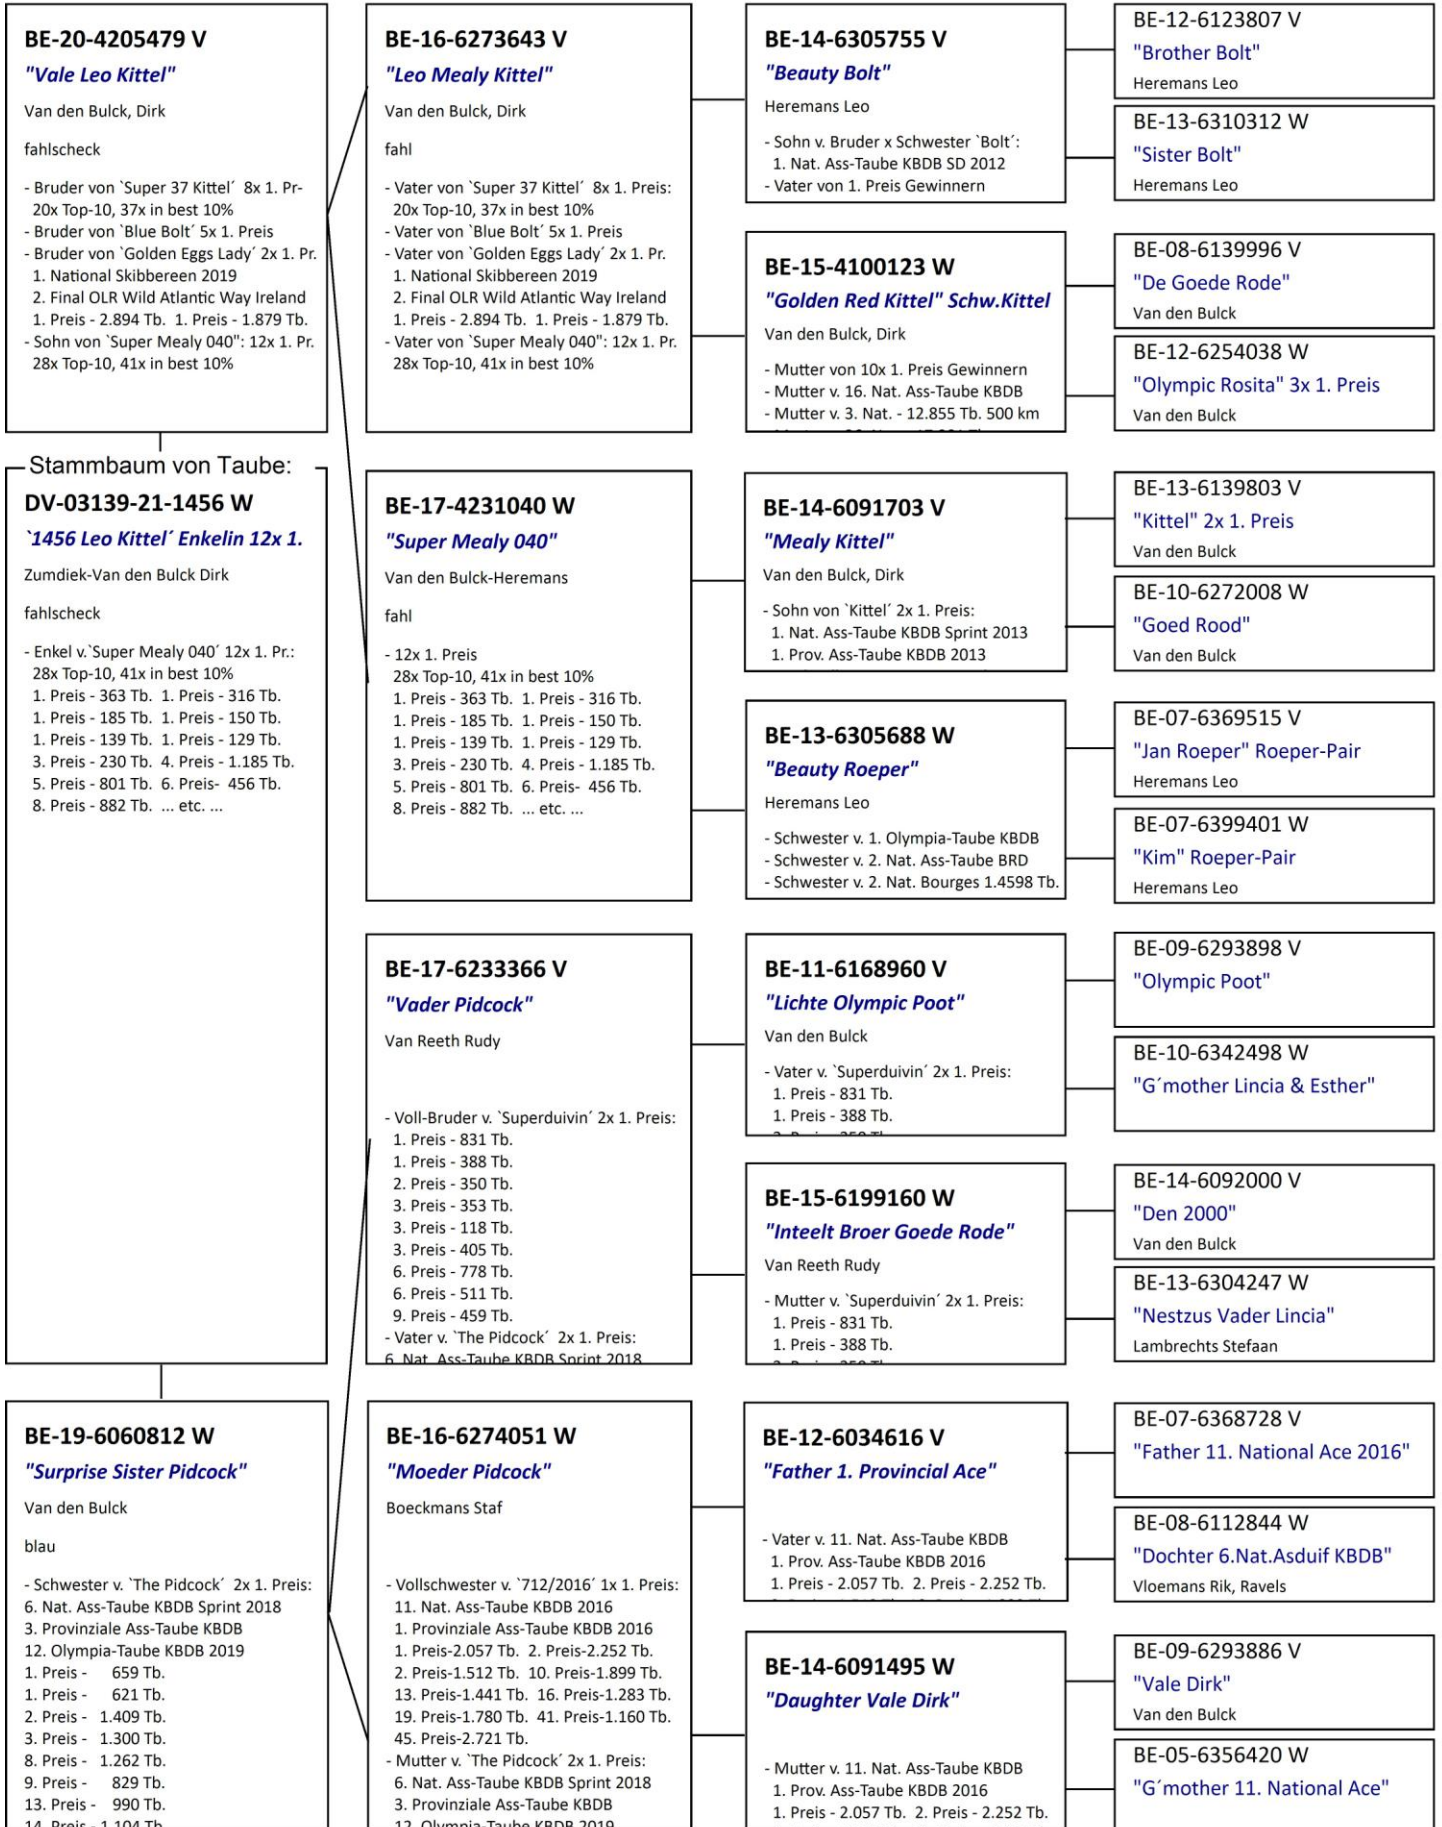 BE-20-4205479 V
"Vale Leo Kittel"
Van den Bulck, Dirk
fahlscheck
- Bruder von `Super 37 Kittel´ 8x 1. Pr-
20x Top-10, 37x in best 10%
- Bruder von `Blue Bolt´ 5x 1. Preis
- Bruder von `Golden Eggs Lady´ 2x 1. Pr.
1. National Skibbereen 2019
2. Final OLR Wild Atlantic Way Ireland
1. Preis - 2.894 Tb. 1. Preis - 1.879 Tb.
- Sohn von `Super Mealy 040": 12x 1. Pr.
28x Top-10, 41x in best 10%
Stammbaum von Taube:
DV-03139-21-1456 W
`1456 Leo Kittel´ Enkelin 12x 1.
Zumdiek-Van den Bulck Dirk
fahlscheck
- Enkel v.`Super Mealy 040´ 12x 1. Pr.:
28x Top-10, 41x in best 10%
1. Preis - 363 Tb. 1. Preis - 316 Tb.
1. Preis - 185 Tb. 1. Preis - 150 Tb.
1. Preis - 139 Tb. 1. Preis - 129 Tb.
3. Preis - 230 Tb. 4. Preis - 1.185 Tb.
5. Preis - 801 Tb. 6. Preis- 456 Tb.
8. Preis - 882 Tb. ... etc. ...
BE-19-6060812 W
"Surprise Sister Pidcock"
Van den Bulck
blau
- Schwester v. `The Pidcock´ 2x 1. Preis:
6. Nat. Ass-Taube KBDB Sprint 2018
3. Provinziale Ass-Taube KBDB
12. Olympia-Taube KBDB 2019
1. Preis - 659 Tb.
1. Preis - 621 Tb.
2. Preis - 1.409 Tb.
3. Preis - 1.300 Tb.
8. Preis - 1.262 Tb.
9. Preis - 829 Tb.
13. Preis - 990 Tb.
14. Preis - 1.104 Tb.
BE-16-6273643 V
"Leo Mealy Kittel"
Van den Bulck, Dirk
fahl
- Vater von `Super 37 Kittel´ 8x 1. Preis:
20x Top-10, 37x in best 10%
- Vater von `Blue Bolt´ 5x 1. Preis
- Vater von `Golden Eggs Lady´ 2x 1. Pr.
1. National Skibbereen 2019
2. Final OLR Wild Atlantic Way Ireland
1. Preis - 2.894 Tb. 1. Preis - 1.879 Tb.
- Vater von `Super Mealy 040": 12x 1. Pr.
28x Top-10, 41x in best 10%
BE-17-4231040 W
"Super Mealy 040"
Van den Bulck-Heremans
fahl
- 12x 1. Preis
28x Top-10, 41x in best 10%
1. Preis - 363 Tb. 1. Preis - 316 Tb.
1. Preis - 185 Tb. 1. Preis - 150 Tb.
1. Preis - 139 Tb. 1. Preis - 129 Tb.
3. Preis - 230 Tb. 4. Preis - 1.185 Tb.
5. Preis - 801 Tb. 6. Preis- 456 Tb.
8. Preis - 882 Tb. ... etc. ...
BE-17-6233366 V
"Vader Pidcock"
Van Reeth Rudy
- Voll-Bruder v. `Superduivin´ 2x 1. Preis:
1. Preis - 831 Tb.
1. Preis - 388 Tb.
2. Preis - 350 Tb.
3. Preis - 353 Tb.
3. Preis - 118 Tb.
3. Preis - 405 Tb.
6. Preis - 778 Tb.
6. Preis - 511 Tb.
9. Preis - 459 Tb.
- Vater v. `The Pidcock´ 2x 1. Preis:
6. Nat. Ass-Taube KBDB Sprint 2018
BE-16-6274051 W
"Moeder Pidcock"
Boeckmans Staf
- Vollschwester v. `712/2016´ 1x 1. Preis:
11. Nat. Ass-Taube KBDB 2016
1. Provinziale Ass-Taube KBDB 2016
1. Preis-2.057 Tb. 2. Preis-2.252 Tb.
2. Preis-1.512 Tb. 10. Preis-1.899 Tb.
13. Preis-1.441 Tb. 16. Preis-1.283 Tb.
19. Preis-1.780 Tb. 41. Preis-1.160 Tb.
45. Preis-2.721 Tb.
- Mutter v. `The Pidcock´ 2x 1. Preis:
6. Nat. Ass-Taube KBDB Sprint 2018
3. Provinziale Ass-Taube KBDB
12. Olympia-Taube KBDB 2019
BE-14-6305755 V
"Beauty Bolt"
Heremans Leo
- Sohn v. Bruder x Schwester `Bolt´:
1. Nat. Ass-Taube KBDB SD 2012
- Vater von 1. Preis Gewinnern
BE-15-4100123 W
"Golden Red Kittel" Schw.Kittel
Van den Bulck, Dirk
- Mutter von 10x 1. Preis Gewinnern
- Mutter v. 16. Nat. Ass-Taube KBDB
- Mutter v. 3. Nat. - 12.855 Tb. 500 km
BE-14-6091703 V
"Mealy Kittel"
Van den Bulck, Dirk
- Sohn von `Kittel´ 2x 1. Preis:
1. Nat. Ass-Taube KBDB Sprint 2013
1. Prov. Ass-Taube KBDB 2013
BE-13-6305688 W
"Beauty Roeper"
Heremans Leo
- Schwester v. 1. Olympia-Taube KBDB
- Schwester v. 2. Nat. Ass-Taube BRD
- Schwester v. 2. Nat. Bourges 1.4598 Tb.
BE-11-6168960 V
"Lichte Olympic Poot"
Van den Bulck
- Vater v. `Superduivin´ 2x 1. Preis:
1. Preis - 831 Tb.
1. Preis - 388 Tb.
BE-15-6199160 W
"Inteelt Broer Goede Rode"
Van Reeth Rudy
- Mutter v. `Superduivin´ 2x 1. Preis:
1. Preis - 831 Tb.
1. Preis - 388 Tb.
BE-12-6034616 V
"Father 1. Provincial Ace"
- Vater v. 11. Nat. Ass-Taube KBDB
1. Prov. Ass-Taube KBDB 2016
1. Preis - 2.057 Tb. 2. Preis - 2.252 Tb.
BE-14-6091495 W
"Daughter Vale Dirk"
- Mutter v. 11. Nat. Ass-Taube KBDB
1. Prov. Ass-Taube KBDB 2016
1. Preis - 2.057 Tb. 2. Preis - 2.252 Tb.
BE-12-6123807 V
"Brother Bolt"
Heremans Leo
BE-13-6310312 W
"Sister Bolt"
Heremans Leo
BE-08-6139996 V
"De Goede Rode"
Van den Bulck
BE-12-6254038 W
"Olympic Rosita" 3x 1. Preis
Van den Bulck
BE-13-6139803 V
"Kittel" 2x 1. Preis
Van den Bulck
BE-10-6272008 W
"Goed Rood"
Van den Bulck
BE-07-6369515 V
"Jan Roeper" Roeper-Pair
Heremans Leo
BE-07-6399401 W
"Kim" Roeper-Pair
Heremans Leo
BE-09-6293898 V
"Olympic Poot"
BE-10-6342498 W
"G´mother Lincia & Esther"
BE-14-6092000 V
"Den 2000"
Van den Bulck
BE-13-6304247 W
"Nestzus Vader Lincia"
Lambrechts Stefaan
BE-07-6368728 V
"Father 11. National Ace 2016"
BE-08-6112844 W
"Dochter 6.Nat.Asduif KBDB"
Vloemans Rik, Ravels
BE-09-6293886 V
"Vale Dirk"
Van den Bulck
BE-05-6356420 W
"G´mother 11. National Ace"